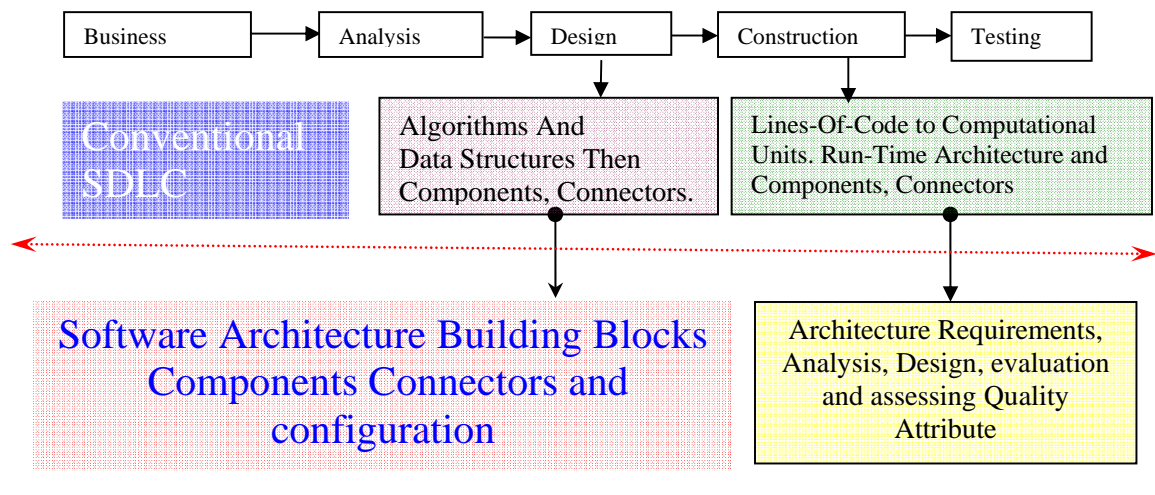 Business
Analysis
Design
Construction
Testing
Conventional
SDLC
Algorithms And
Data Structures Then
Components, Connectors.
Lines-Of-Code to Computational
Units. Run-Time Architecture and
Components, Connectors
Software Architecture Building Blocks
Components Connectors and
configuration
Architecture Requirements,
Analysis, Design, evaluation
and assessing Quality
Attribute